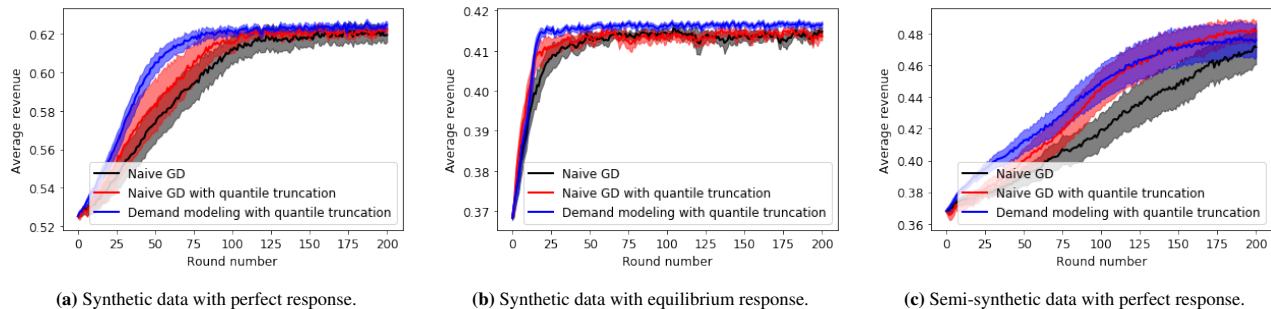 0.62
0.60
0.58
0.56
0.54
0.52
Average revenue
Naive GD
Naive GD with quantile truncation
Demand modeling with quantile truncation
0 25 50 75 100 125 150 175 200
Round number
(a) Synthetic data with perfect response.
0.42
0.41
0.40
0.39
0.38
0.37
Average revenue
Naive GD
Naive GD with quantile truncation
Demand modeling with quantile truncation
0 25 50 75 100 125 150 175 200
Round number
(b) Synthetic data with equilibrium response.
0.48
0.46
0.44
0.42
0.40
0.38
0.36
Average revenue
Naive GD
Naive GD with quantile truncation
Demand modeling with quantile truncation
0 25 50 75 100 125 150 175 200
Round number
(c) Semi-synthetic data with perfect response.